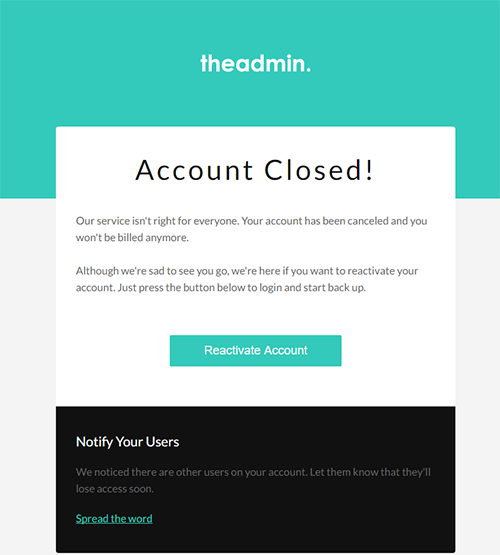 theadmin.
Account Closed!
Our service isn't right for everyone. Your account has been canceled and you
won't be billed anymore.
Although we're sad to see you go, we're here if you want to reactivate your
account. Just press the button below to login and start back up.
Reactivate Account
Notify Your Users
We noticed there are other users on your account. Let them know that they'll
lose access soon.
Spread the word